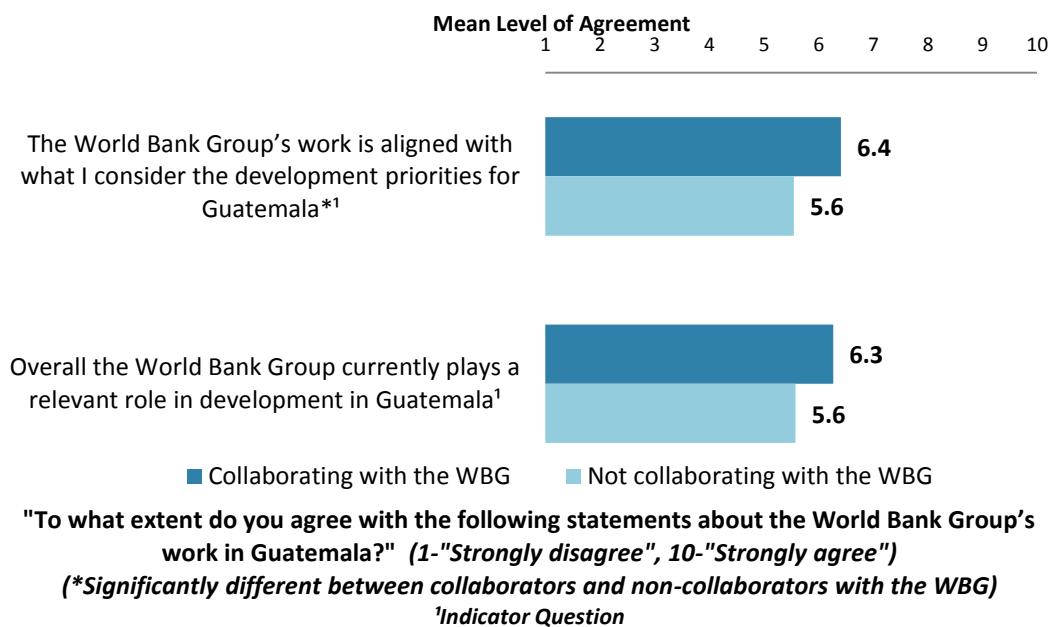 Mean Level of Agreement
1 2 3 4 5 6 7 8 9 10
The World Bank Group’s work is aligned with
what I consider the development priorities for
Guatemala*¹
6.4
5.6
Overall the World Bank Group currently plays a
relevant role in development in Guatemala¹
6.3
5.6
Collaborating with the WBG Not collaborating with the WBG
"To what extent do you agree with the following statements about the World Bank Group’s
work in Guatemala?" (1-"Strongly disagree", 10-"Strongly agree")
(*Significantly different between collaborators and non-collaborators with the WBG)
¹Indicator Question